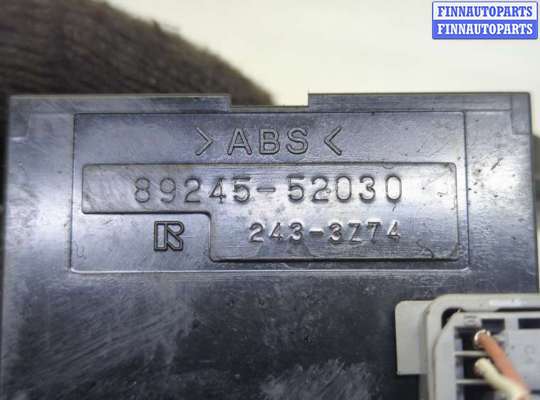 FINNAUTOPARTS
FINNAUTOPARTS
>ABS<
89245-52030
R 243-3Z74